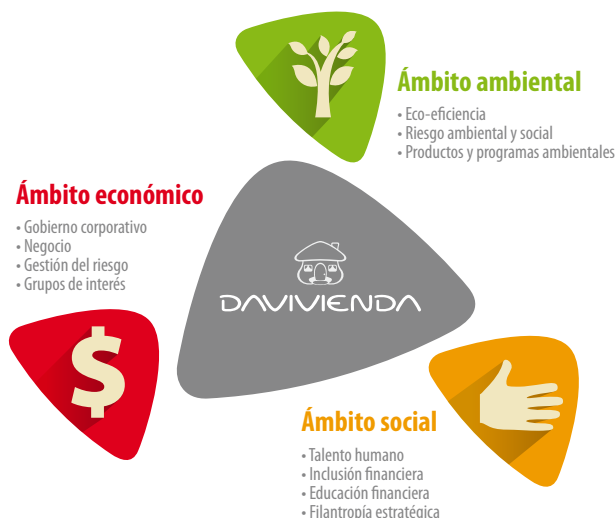 Ámbito ambiental
• Eco-eficiencia
• Riesgo ambiental y social
• Productos y programas ambientales
Ámbito económico
• Gobierno corporativo
• Negocio
• Gestión del riesgo
• Grupos de interés
DAVIVIENDA
$
Ámbito social
• Talento humano
• Inclusión financiera
• Educación financiera
• Filantropía estratégica